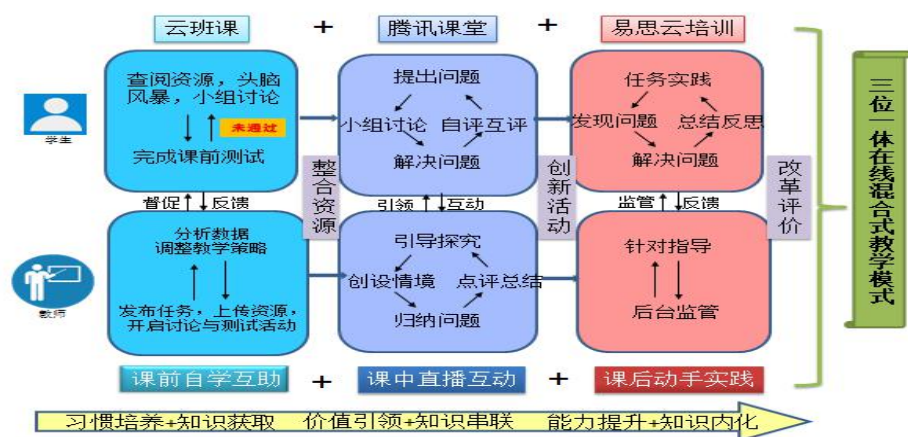 云班课 + 腾讯课堂 + 易思云培训
查阅资源，头脑
风暴，小组讨论
未通过
完成课前测试
学生
提出问题
小组讨论 自评互评
解决问题
任务实践
发现问题 总结反思
解决问题
整合资源
创新活动
改革评价
督促 反馈
引领 互动
监管 反馈
分析数据
调整教学策略
发布任务，上传资源，
开启讨论与测试活动
教师
引导探究
创设情境 点评总结
归纳问题
针对指导
后台监管
课前自学互助 + 课中直播互动 + 课后动手实践
习惯培养+知识获取 价值引领+知识串联 能力提升+知识内化
三位一体在线混合式教学模式